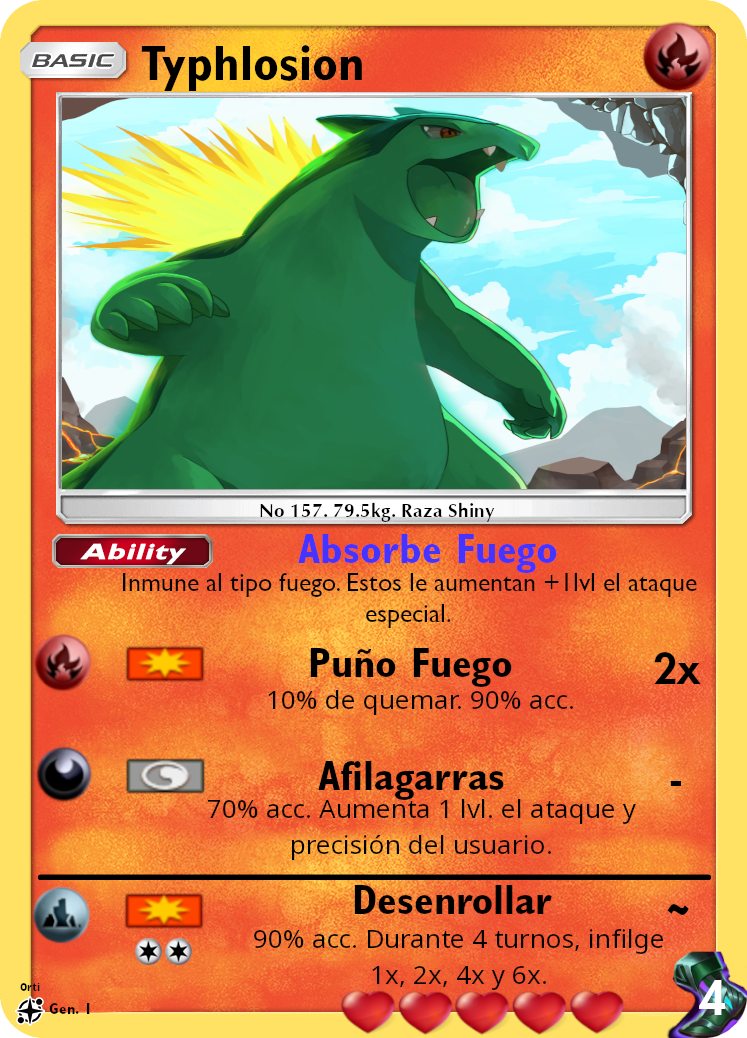 BASIC
Typhlosion
No 157. 79.5kg. Raza Shiny
Ability
Absorbe Fuego
Inmune al tipo fuego. Estos le aumentan +1lvl el ataque
especial.
Puño Fuego
2x
10% de quemar. 90% acc.
Afilagarras
-
70% acc. Aumenta 1 lvl. el ataque y
precisión del usuario.
Desenrollar
~
90% acc. Durante 4 turnos, infilge
1x, 2x, 4x y 6x.
Orti
Gen. I
4